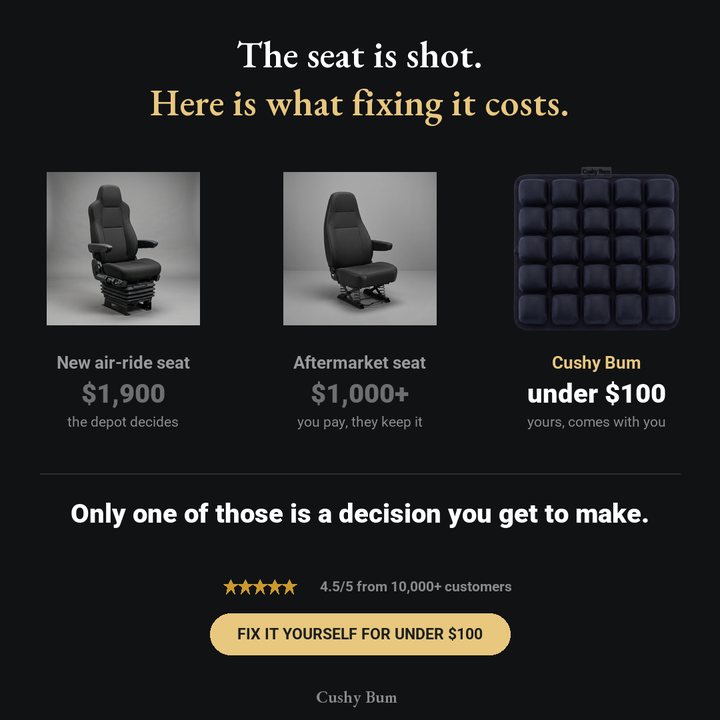 The seat is shot.
Here is what fixing it costs.
Cushy Bum
New air-ride seat
$1,900
the depot decides
Aftermarket seat
$1,000+
you pay, they keep it
Cushy Bum
under $100
yours, comes with you
Only one of those is a decision you get to make.
4.5/5 from 10,000+ customers
FIX IT YOURSELF FOR UNDER $100
Cushy Bum